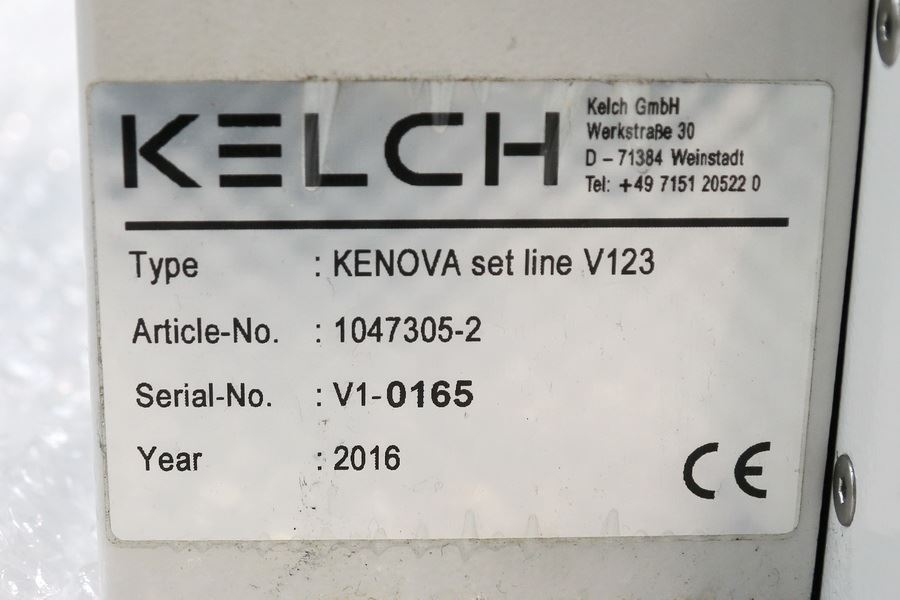 KELCH
Kelch GmbH
Werkstraße 30
D – 71384 Weinstadt
Tel: +49 7151 20522 0
Type : KENOVA set line V123
Article-No. : 1047305-2
Serial-No. : V1-0165
Year : 2016
CE